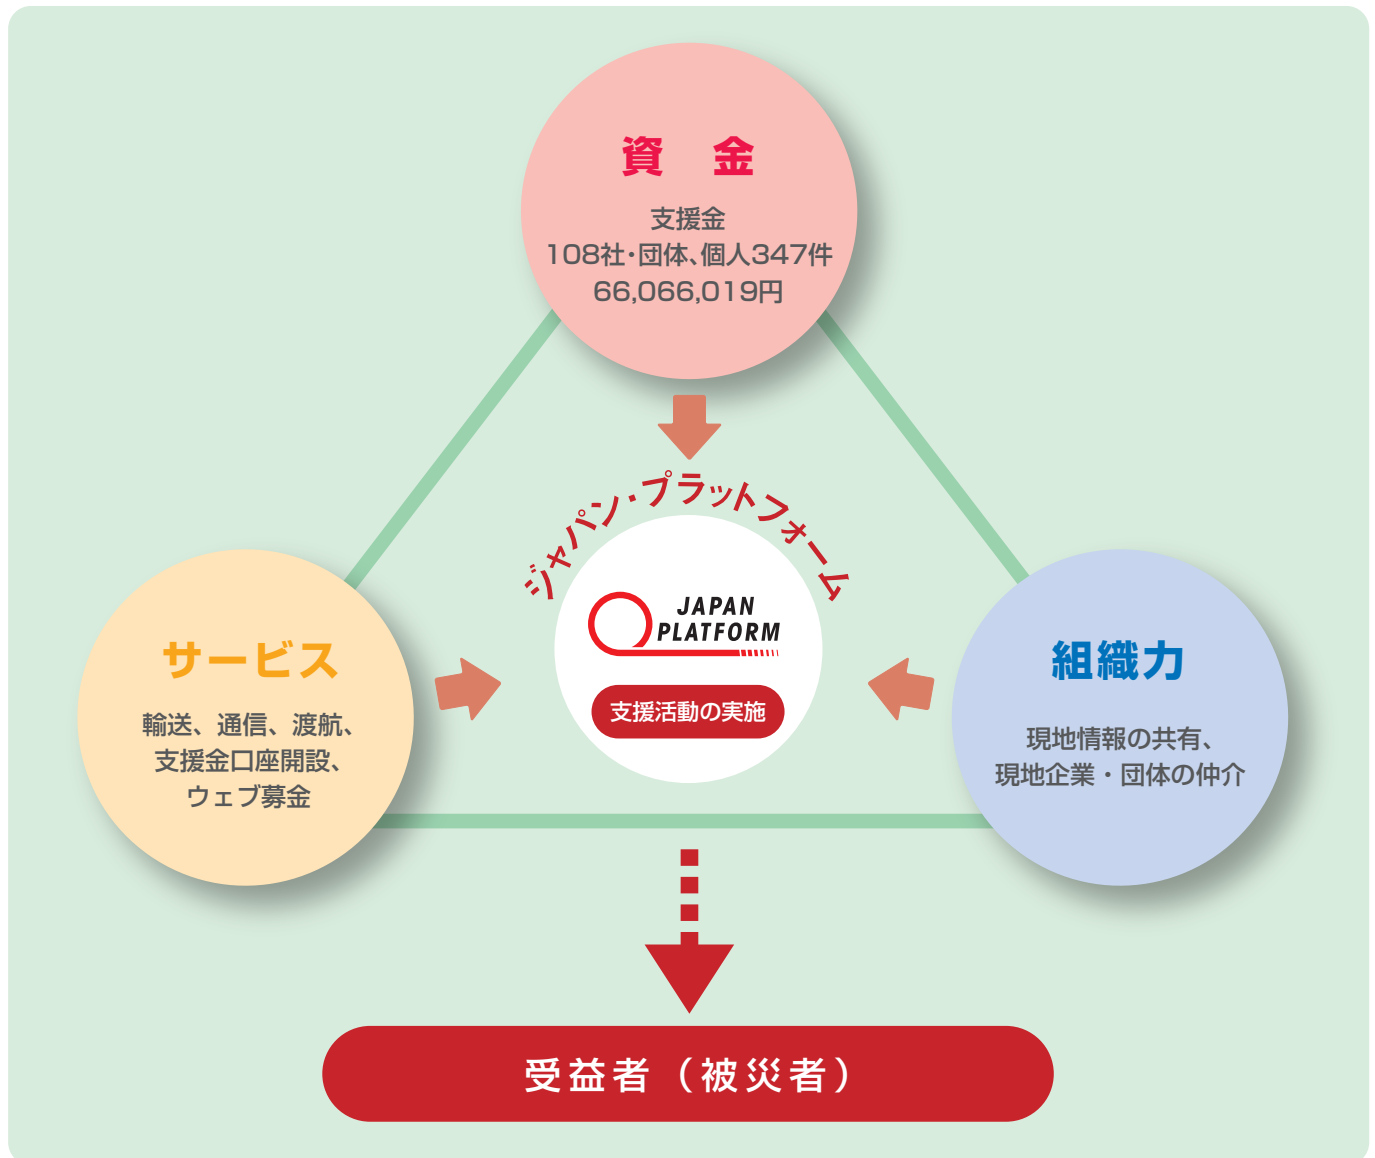 資 金
支援金
108社・団体、個人347件
66,066,019円
ジャパン・プラットフォーム
JAPAN
PLATFORM
支援活動の実施
サービス
輸送、通信、渡航、
支援金口座開設、
ウェブ募金
組織力
現地情報の共有、
現地企業・団体の仲介
受益者（被災者）